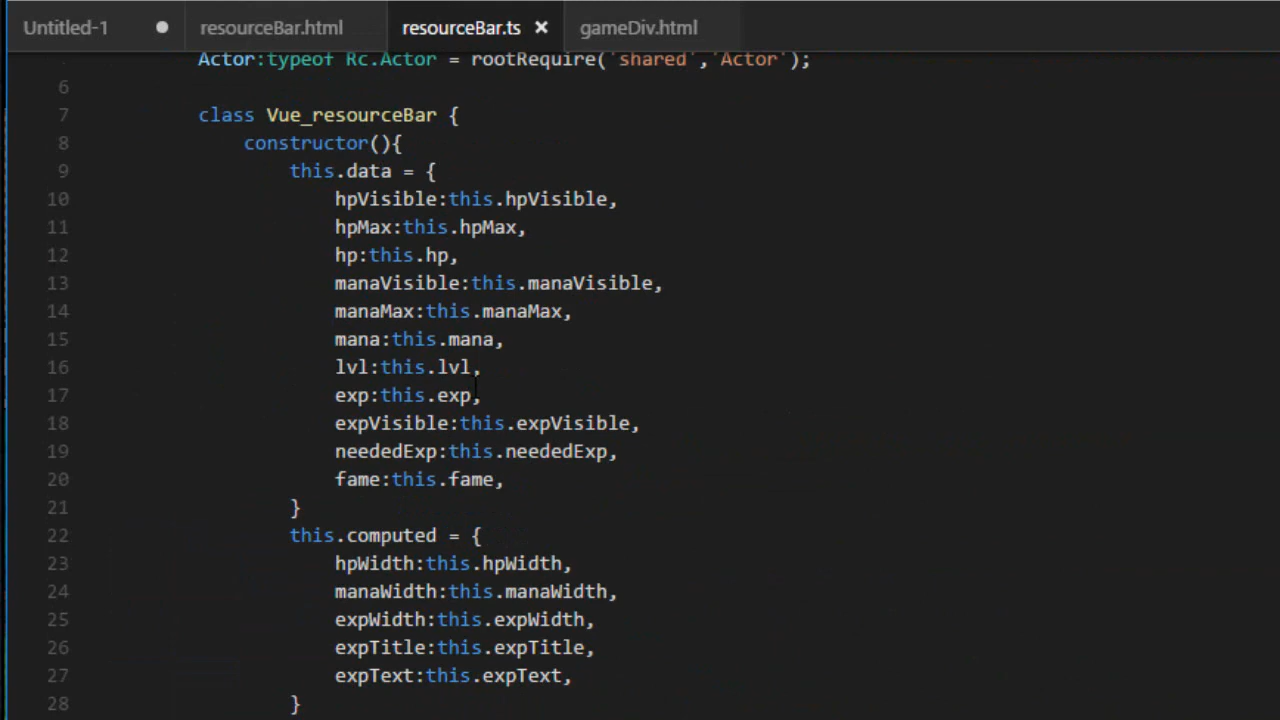 Untitled-1 resourceBar.html resourceBar.ts gameDiv.html
Actor:typeof Rc.Actor = rootRequire('shared','Actor');
6
7 class Vue_resourceBar {
8 constructor(){
9 this.data = {
10 hpVisible:this.hpVisible,
11 hpMax:this.hpMax,
12 hp:this.hp,
13 manaVisible:this.manaVisible,
14 manaMax:this.manaMax,
15 mana:this.mana,
16 lvl:this.lvl,
17 exp:this.exp,
18 expVisible:this.expVisible,
19 neededExp:this.neededExp,
20 fame:this.fame,
21 }
22 this.computed = {
23 hpWidth:this.hpWidth,
24 manaWidth:this.manaWidth,
25 expWidth:this.expWidth,
26 expTitle:this.expTitle,
27 expText:this.expText,
28 }